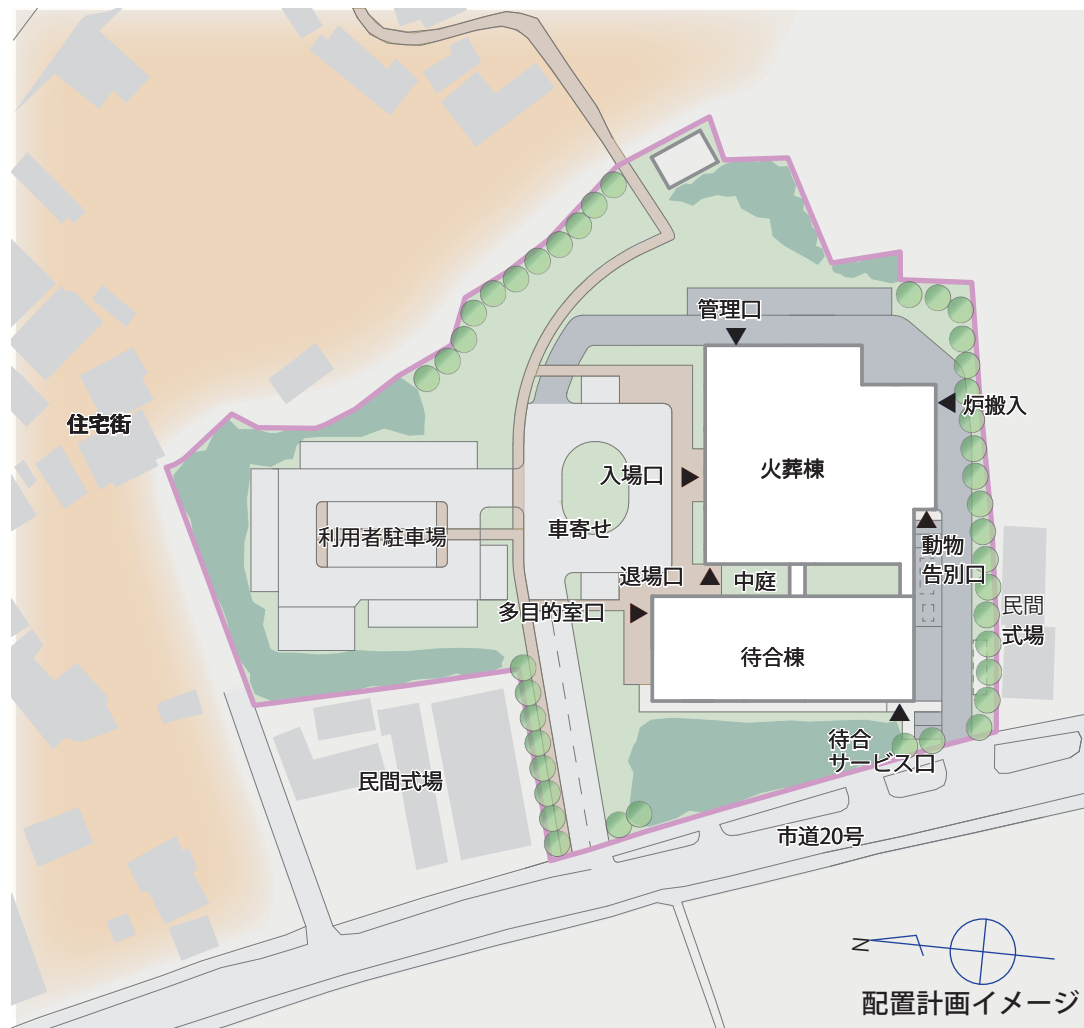 管理口
炉搬入
住宅街
火葬棟
入場口
利用者駐車場
車寄せ
動物
告別口
退場口
中庭
民間
式場
多目的室口
待合棟
待合
サービス口
民間式場
市道20号
N
配置計画イメージ